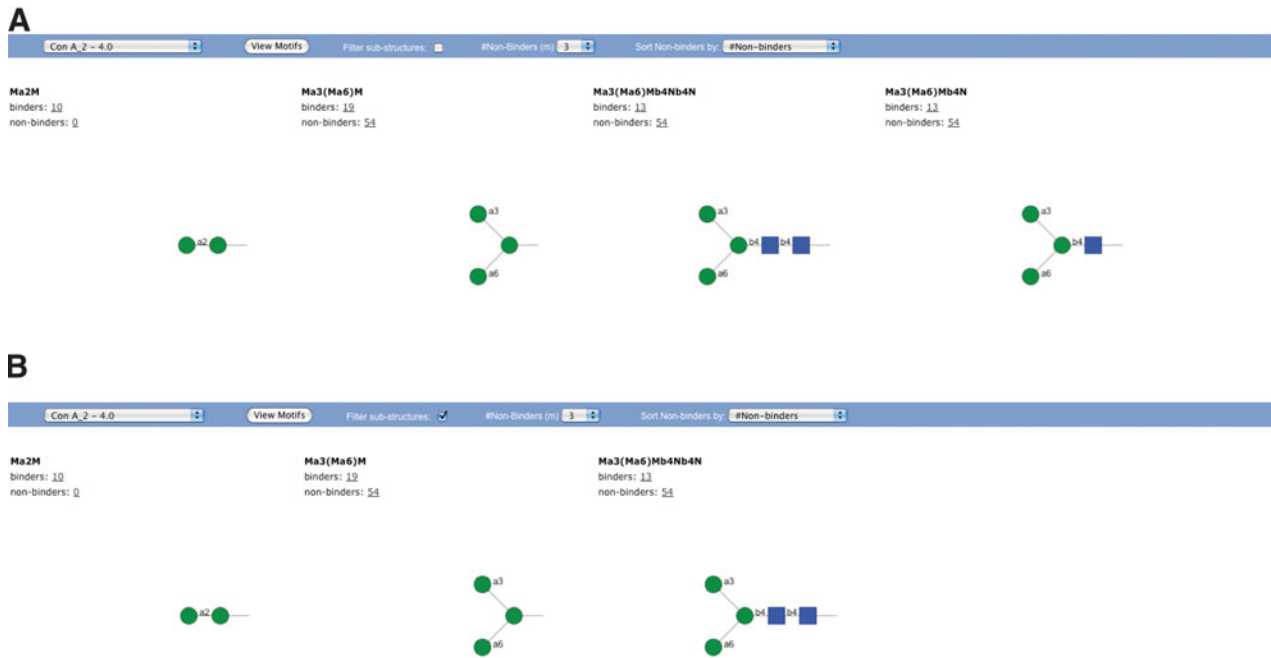 A
Con A_2 - 4.0 View Motifs Filter sub-structures: #Non-Binders (m) 3 Sort Non-binders by: #Non-binders
Ma2M Ma3(Ma6)M Ma3(Ma6)Mb4Nb4N Ma3(Ma6)Mb4N
binders: 10 binders: 19 binders: 13 binders: 13
non-binders: 0 non-binders: 54 non-binders: 54 non-binders: 54
a3 a3 a3
a2 b4 b4 b4
a6 a6 a6
B
Con A_2 - 4.0 View Motifs Filter sub-structures: #Non-Binders (m) 3 Sort Non-binders by: #Non-binders
Ma2M Ma3(Ma6)M Ma3(Ma6)Mb4Nb4N
binders: 10 binders: 19 binders: 13
non-binders: 0 non-binders: 54 non-binders: 54
a3 a3
a2 b4 b4
a6 a6